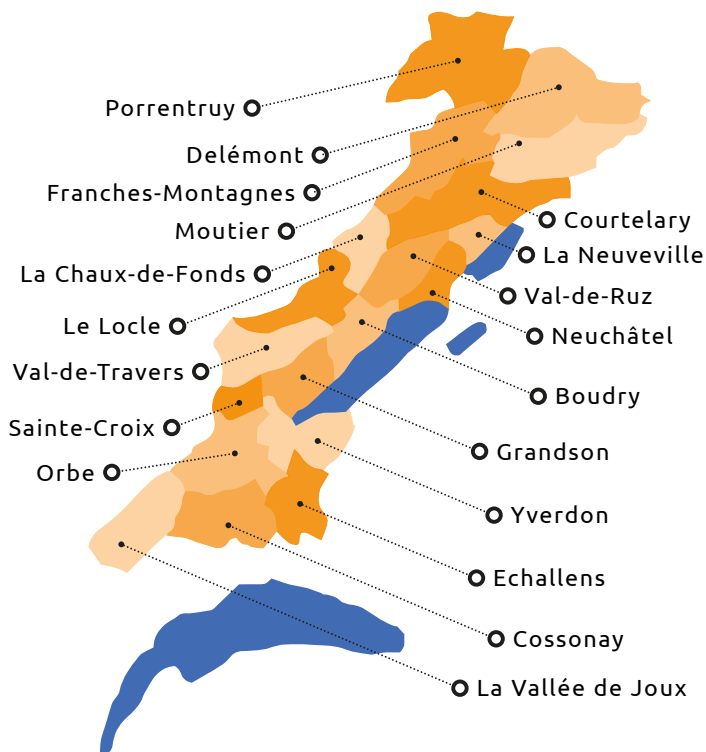 Porrentruy
Delémont
Franches-Montagnes
Moutier
La Chaux-de-Fonds
Le Locle
Val-de-Travers
Sainte-Croix
Orbe
Courtelary
La Neuveville
Val-de-Ruz
Neuchâtel
Boudry
Grandson
Yverdon
Echallens
Cossonay
La Vallée de Joux